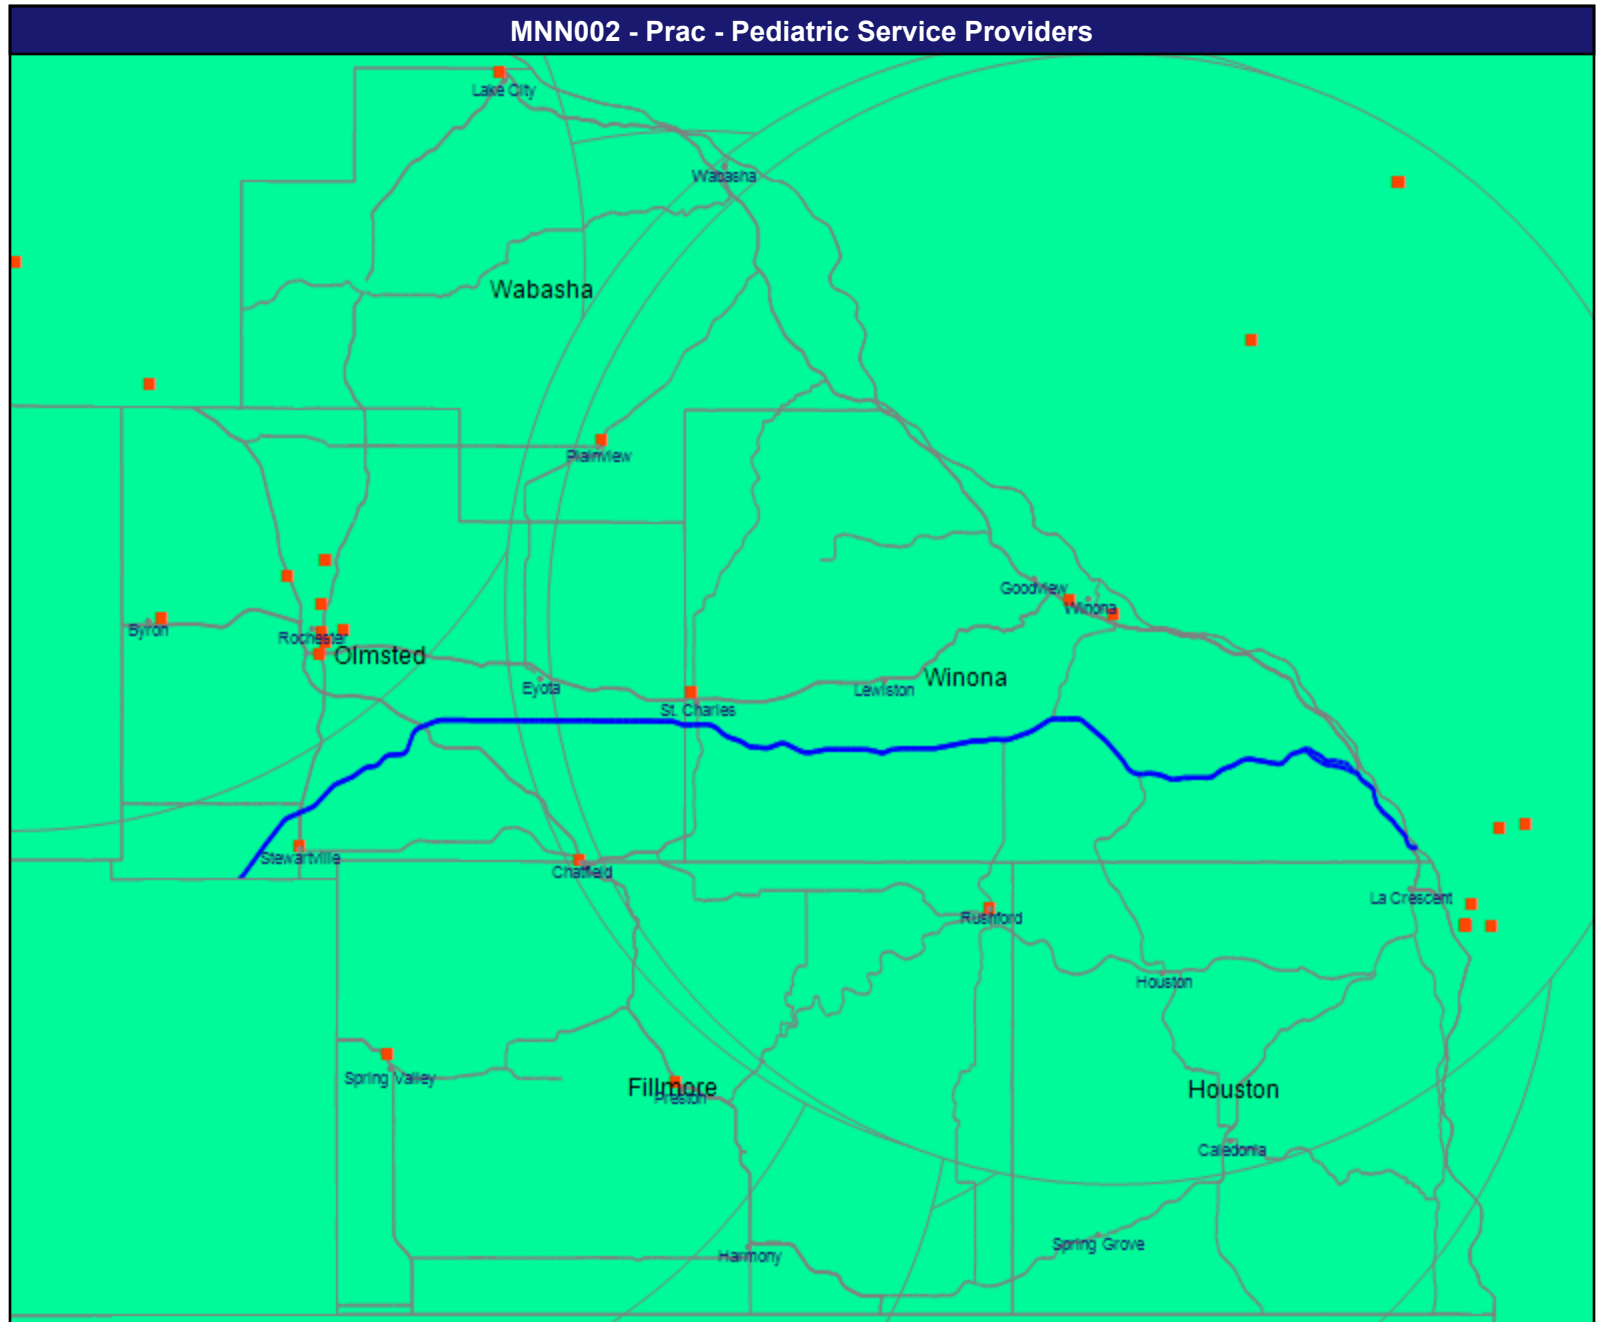 MNN002 - Prac - Pediatric Service Providers
Lake City
Wabasha
Wabasha
Plainview
Goodview
Winona
Byron
Rochester
Olmsted
Eyota
Lewiston
Winona
St. Charles
Stewartville
Chatfield
La Crescent
Rushford
Houston
Spring Valley
Fillmore
Preston
Houston
Caledonia
Harmony
Spring Grove